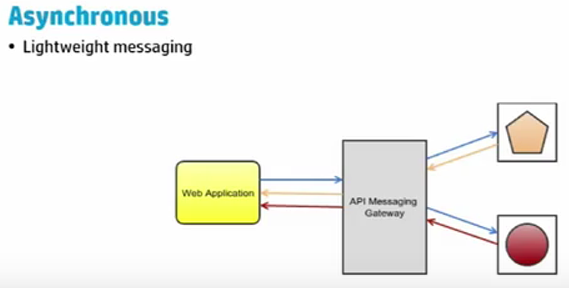 Asynchronous
• Lightweight messaging
Web Application
API Messaging
Gateway